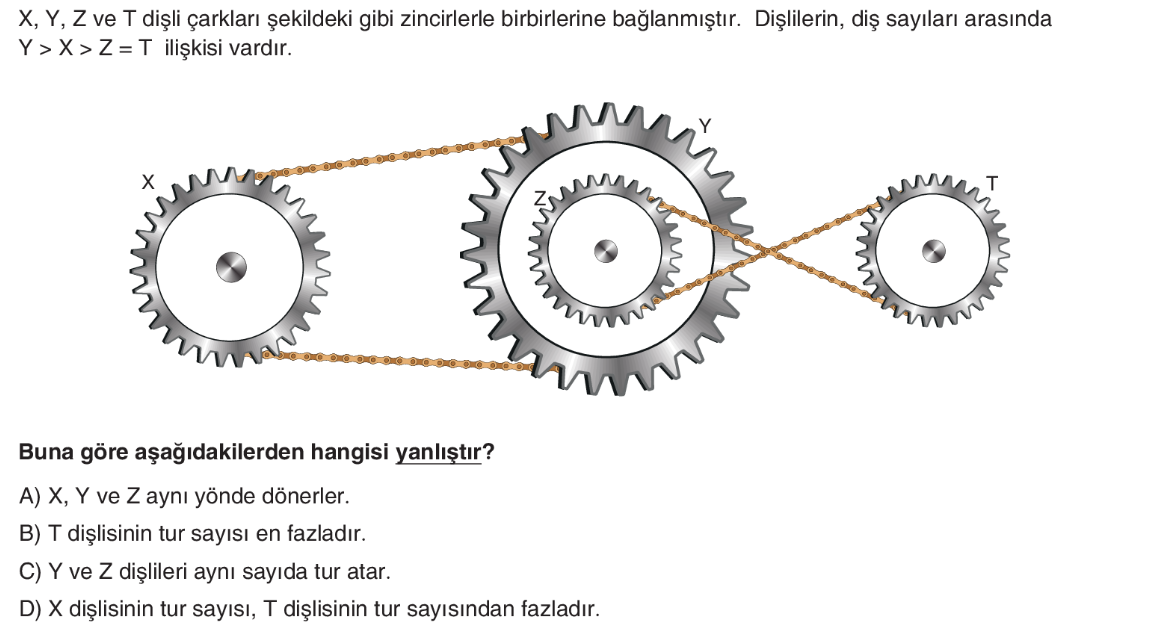 X, Y, Z ve T dişli çarkları şekildeki gibi zincirlerle birbirlerine bağlanmıştır. Dişlilerin, diş sayıları arasında
Y > X > Z = T ilişkisi vardır.
Y
X
Z
T
Buna göre aşağıdakilerden hangisi yanlıştır?
A) X, Y ve Z aynı yönde dönerler.
B) T dişlisinin tur sayısı en fazladır.
C) Y ve Z dişlileri aynı sayıda tur atar.
D) X dişlisinin tur sayısı, T dişlisinin tur sayısından fazladır.